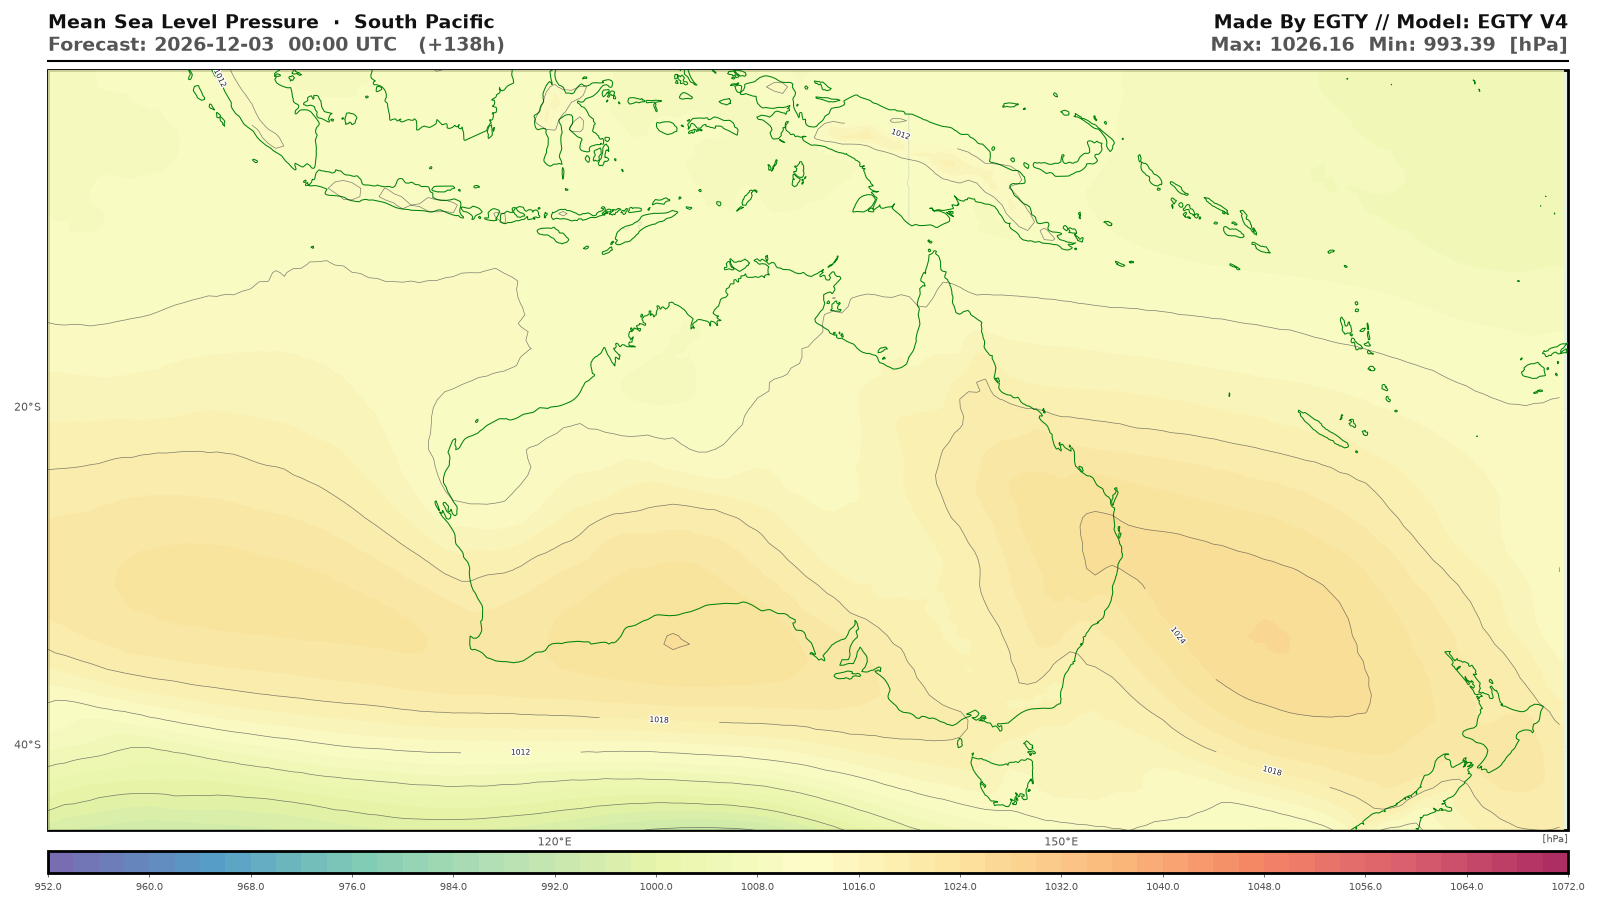 Mean Sea Level Pressure · South Pacific
Made By EGTY // Model: EGTY V4
Forecast: 2026-12-03 00:00 UTC (+138h)
Max: 1026.16 Min: 993.39 [hPa]
1012
1012
20°S
1024
1018
40°S
1012
1018
120°E
150°E
[hPa]
952.0 960.0 968.0 976.0 984.0 992.0 1000.0 1008.0 1016.0 1024.0 1032.0 1040.0 1048.0 1056.0 1064.0 1072.0